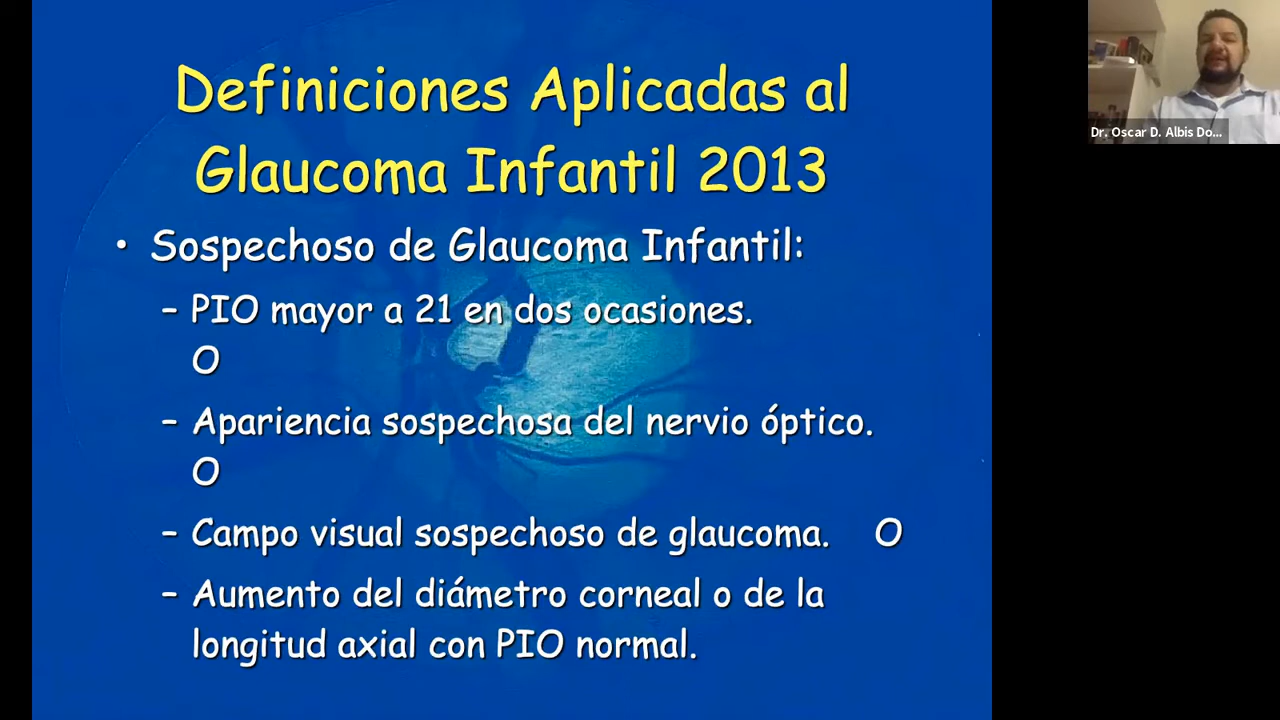 Definiciones Aplicadas al
Glaucoma Infantil 2013
• Sospechoso de Glaucoma Infantil:
– PIO mayor a 21 en dos ocasiones.
O
– Apariencia sospechosa del nervio óptico.
O
– Campo visual sospechoso de glaucoma. O
– Aumento del diámetro corneal o de la
longitud axial con PIO normal.
Dr. Oscar D. Albis Do...